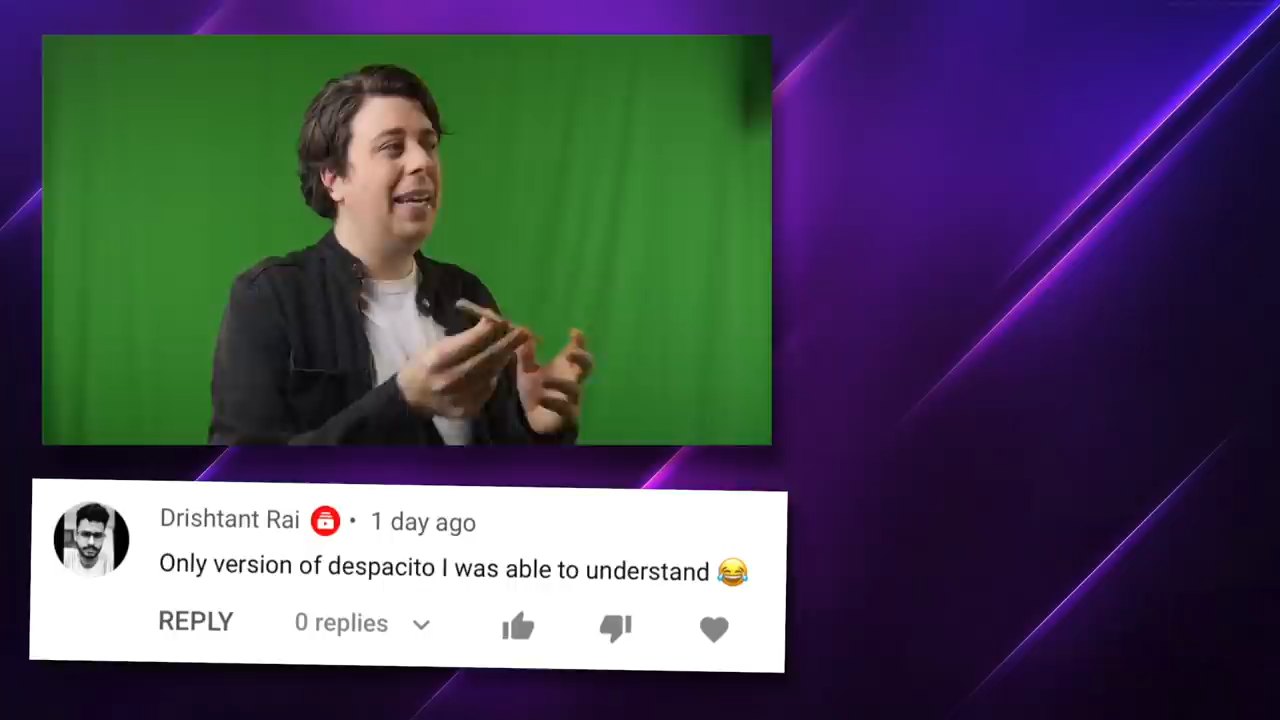 Drishtant Rai • 1 day ago
Only version of despacito I was able to understand 😂
REPLY 0 replies